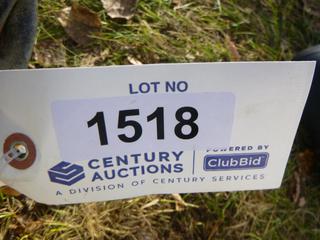 LOT NO
1518
CENTURY AUCTIONS
POWERED BY
ClubBid
A DIVISION OF CENTURY SERVICES